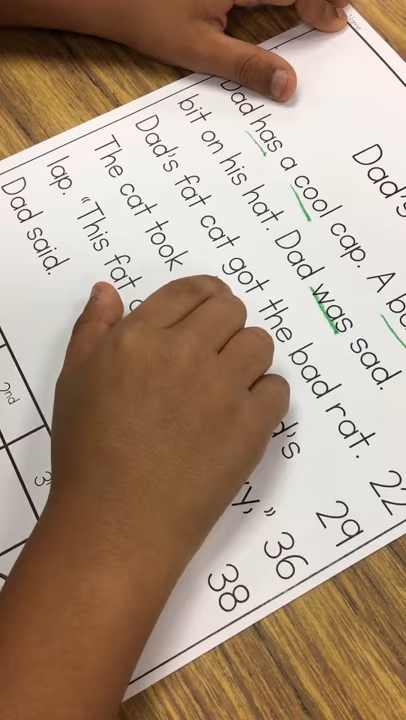 Name
Dad's
Dad has a cool cap. A
bit on his hat. Dad was sad. 22
Dad's fat cat got the bad rat. 29
The cat took 36
lap. "This fat 38
Dad said.
2nd